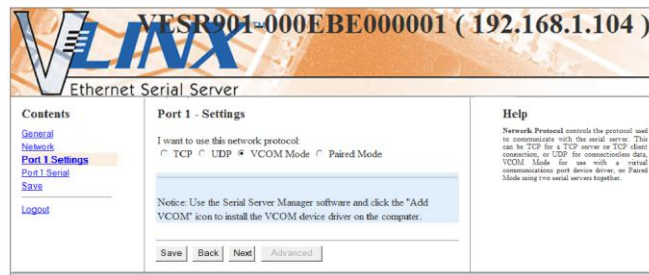 VLINX™
VESR901-000EBE000001 ( 192.168.1.104 )
Ethernet Serial Server
Contents
General
Network
Port 1 Settings
Port 1 Serial
Save
Logout
Port 1 - Settings
I want to use this network protocol:
TCP UDP VCOM Mode Paired Mode
Notice: Use the Serial Server Manager software and click the "Add
VCOM" icon to install the VCOM device driver on the computer.
Save Back Next Advanced
Help
Network Protocol controls the protocol used
to communicate with the serial server. This
can be TCP for a TCP server or TCP client
connection, or UDP for connectionless data,
VCOM Mode for use with a virtual
communications port device driver, or Paired
Mode using two serial servers together.